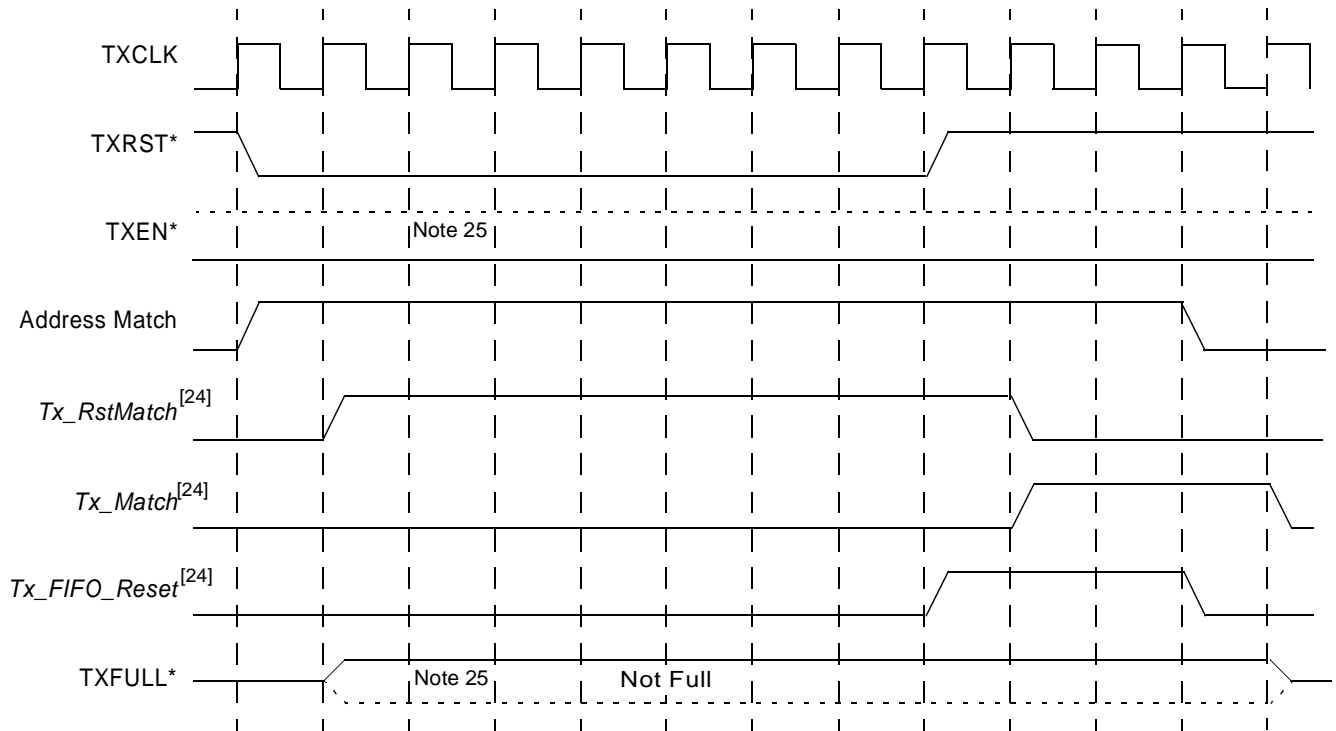 TXCLK
TXRST*
TXEN*
Note 25
Address Match
Tx_RstMatch[24]
Tx_Match[24]
Tx_FIFO_Reset[24]
TXFULL*
Note 25
Not Full